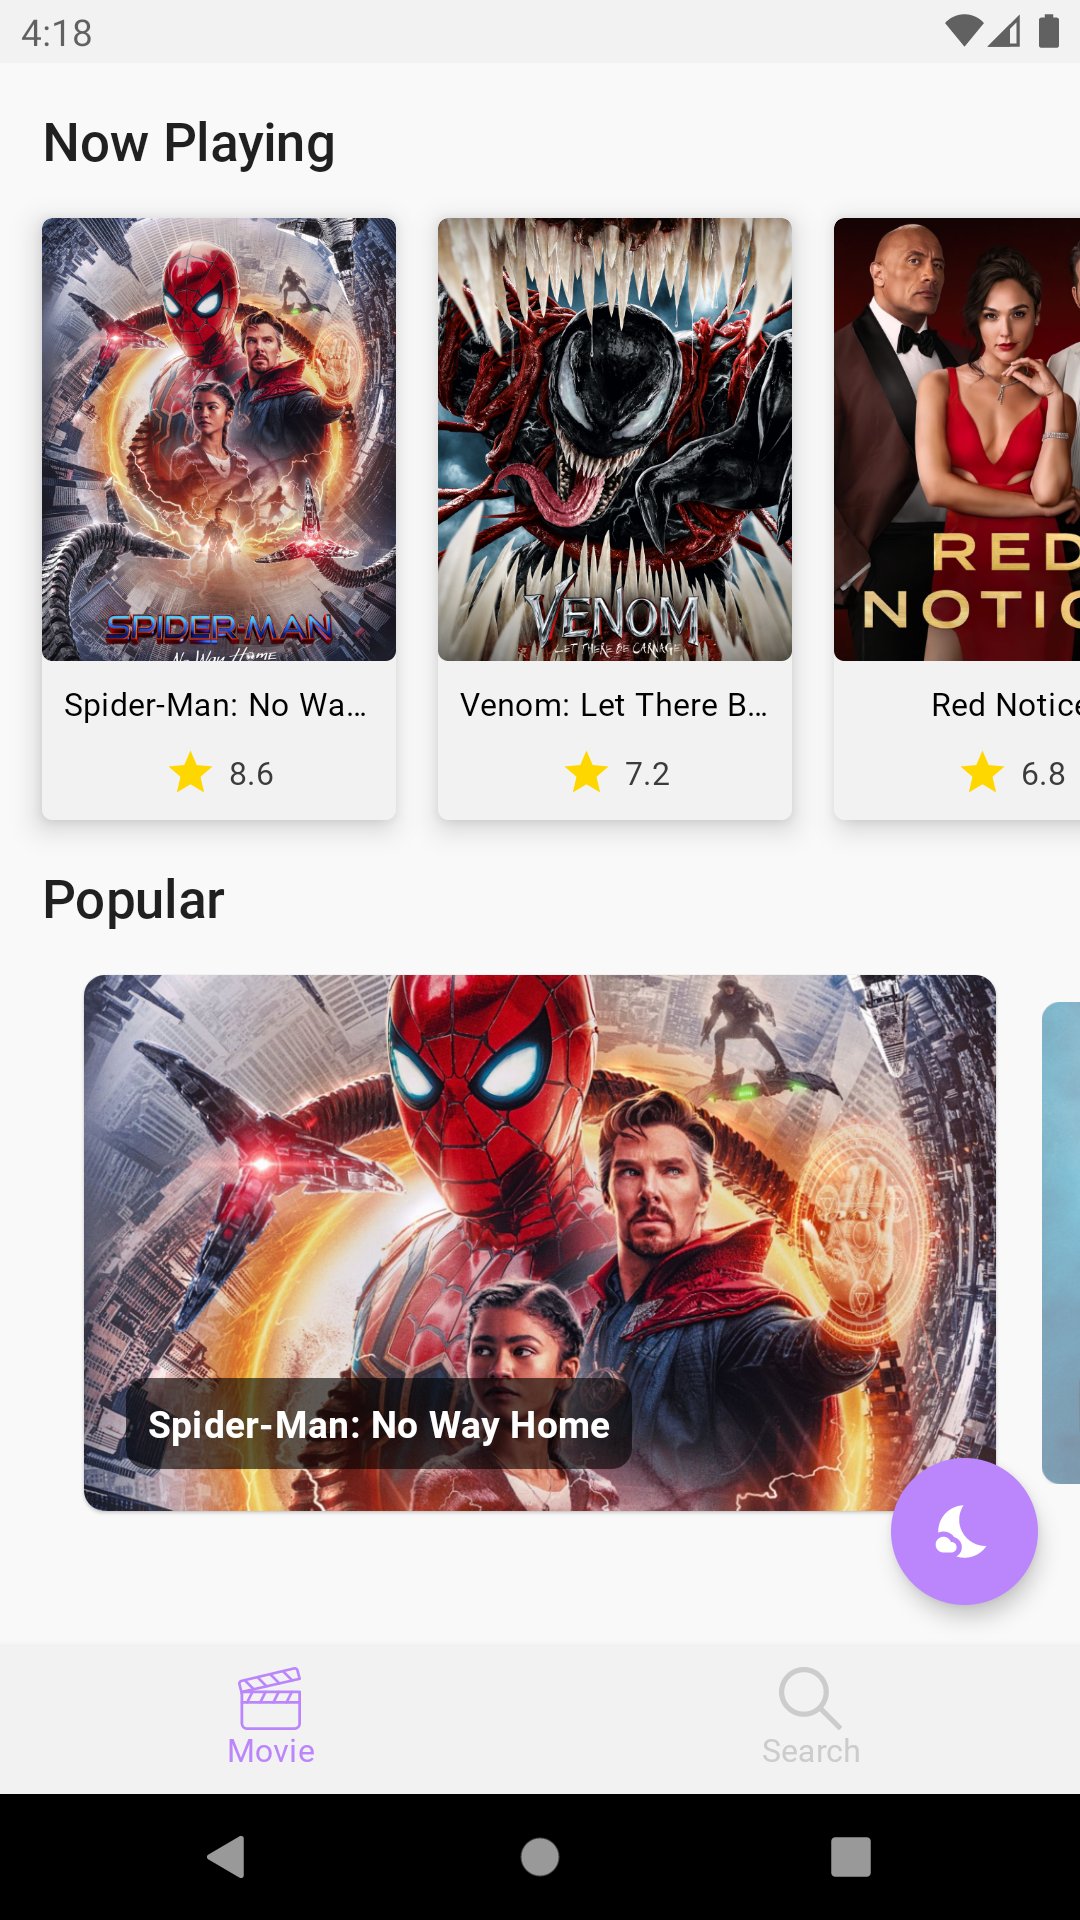 4:18
Now Playing
SPIDER-MAN
No Way Home
VENOM
LET THERE BE CARNAGE
RED
NOTIC
Spider-Man: No Wa...
Venom: Let There B...
Red Notice
8.6
7.2
6.8
Popular
Spider-Man: No Way Home
Movie
Search